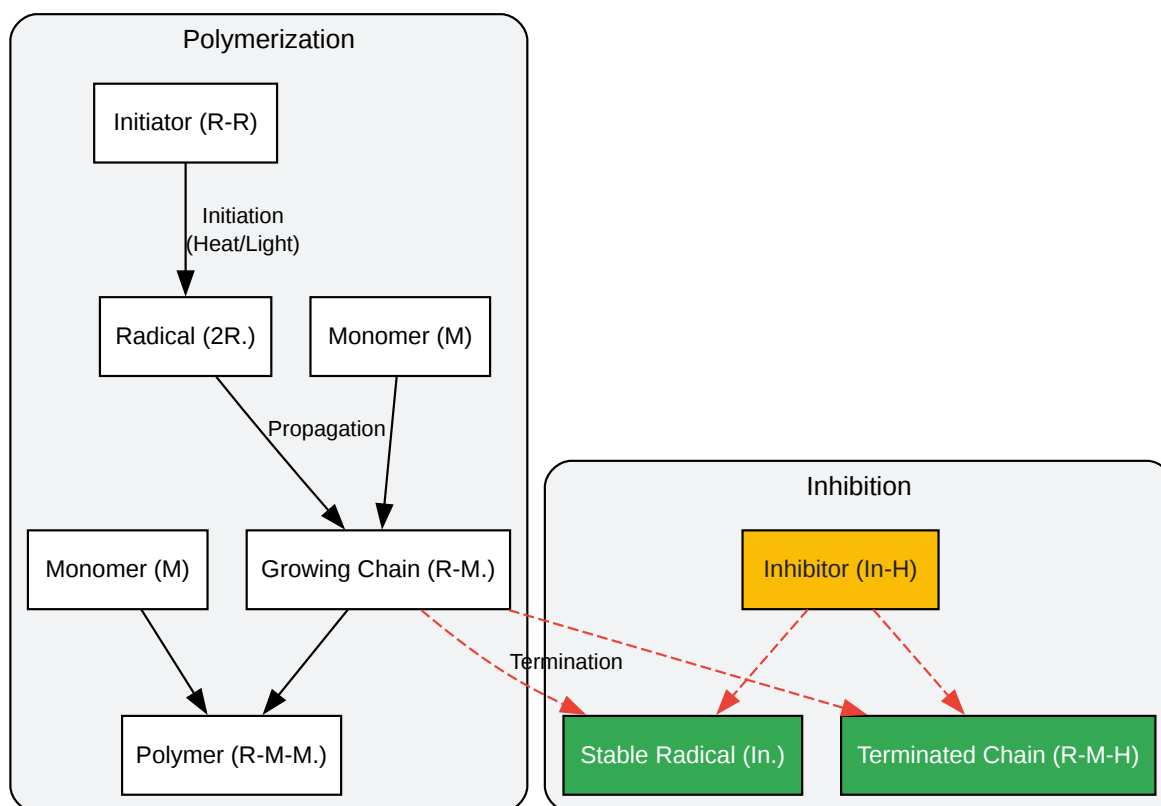 Polymerization
Initiator (R-R)
Initiation
(Heat/Light)
Radical (2R.)
Monomer (M)
Propagation
Monomer (M)
Growing Chain (R-M.)
Polymer (R-M-M.)
Inhibition
Inhibitor (In-H)
Termination
Stable Radical (In.)
Terminated Chain (R-M-H)